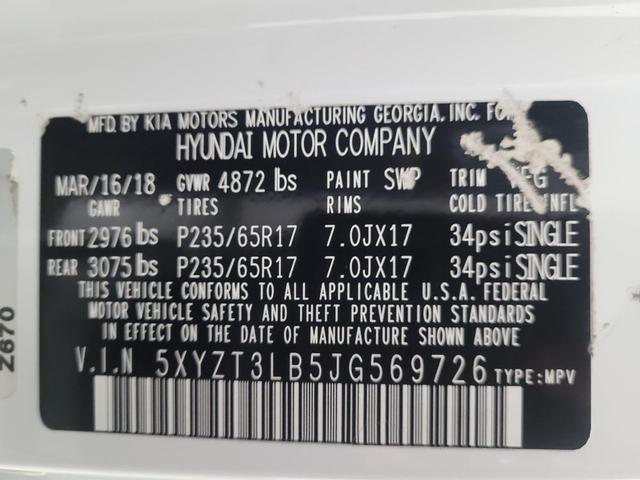 MFD. BY KIA MOTORS MANUFACTURING GEORGIA, INC. FOR
HYUNDAI MOTOR COMPANY
MAR/16/18 GVWR 4872 lbs PAINT SWP TRIM
GAWR TIRES RIMS COLD TIRE INFL
FRONT 2976 lbs P235/65R17 7.0JX17 34psi SINGLE
REAR 3075 lbs P235/65R17 7.0JX17 34psi SINGLE
THIS VEHICLE CONFORMS TO ALL APPLICABLE U.S.A. FEDERAL
MOTOR VEHICLE SAFETY AND THEFT PREVENTION STANDARDS
IN EFFECT ON THE DATE OF MANUFACTURE SHOWN ABOVE
V.I.N 5XYZT3LB5JG569726 TYPE:MPV
Z670